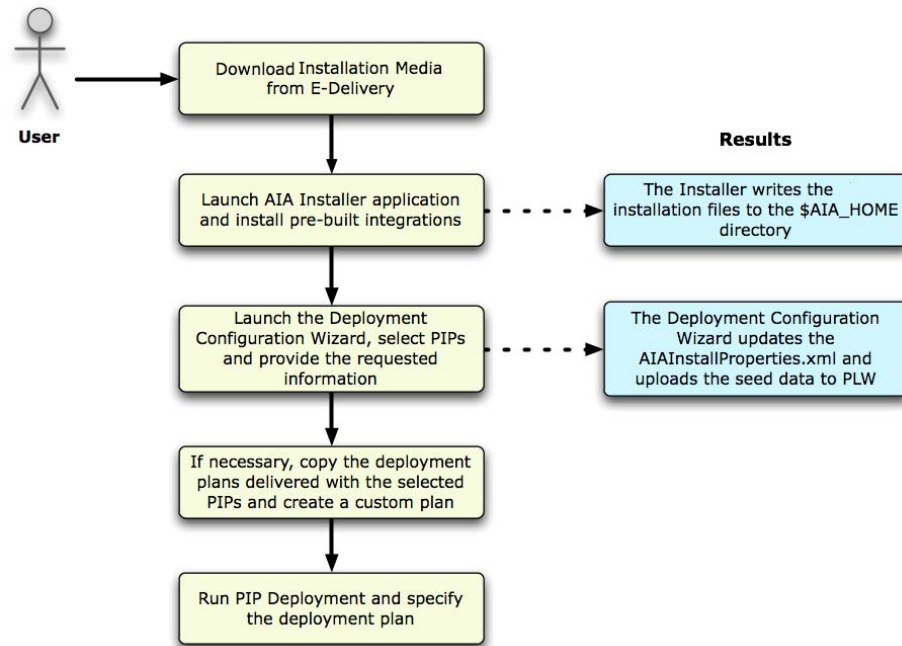 Download Installation Media
from E-Delivery
User
Results
Launch AIA Installer application
and install pre-built integrations
The Installer writes the
installation files to the $AIA_HOME
directory
Launch the Deployment
Configuration Wizard, select PIPs
and provide the requested
information
The Deployment Configuration
Wizard updates the
AIAInstallProperties.xml and
uploads the seed data to PLW
If necessary, copy the deployment
plans delivered with the selected
PIPs and create a custom plan
Run PIP Deployment and specify
the deployment plan